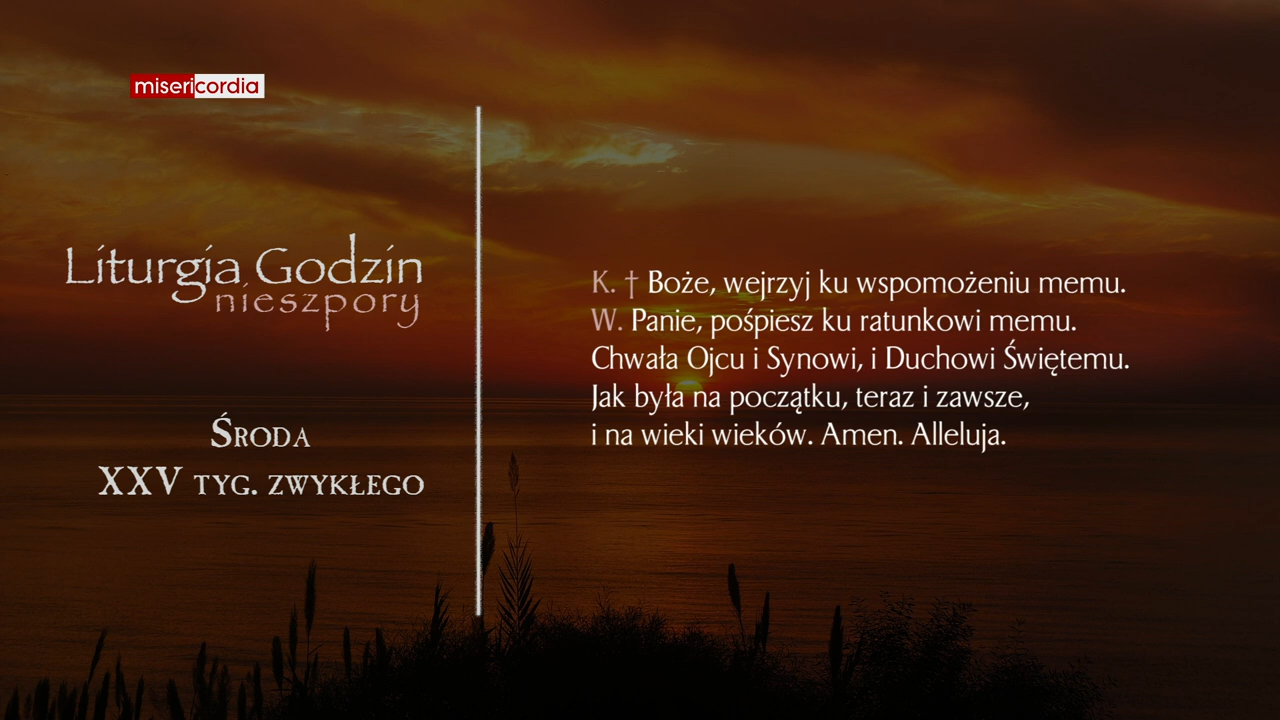 misericordia
Liturgia Godzin
nieszpory
Środa
XXV tyg. zwykłego
K. † Boże, wejrzyj ku wspomożeniu memu.
W. Panie, pośpiesz ku ratunkowi memu.
Chwała Ojcu i Synowi, i Duchowi Świętemu.
Jak była na początku, teraz i zawsze,
i na wieki wieków. Amen. Alleluja.